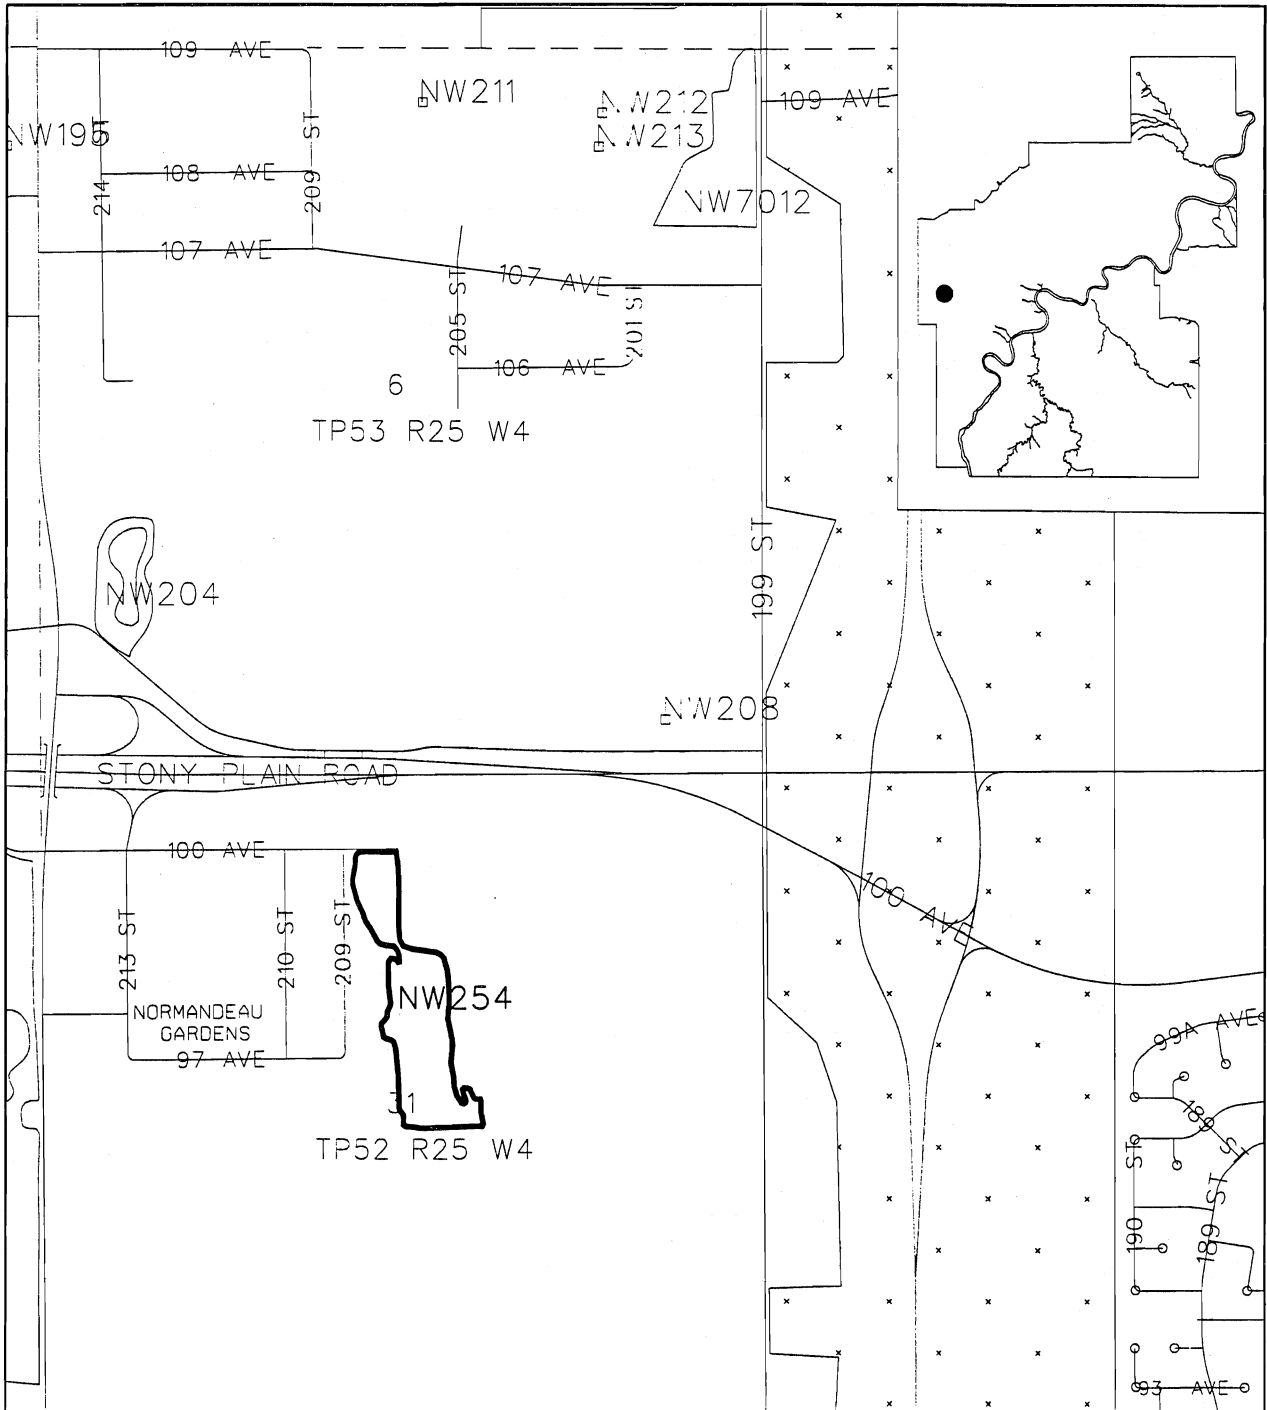 109 AVE
NW211
NW212
109 AVE
NW195
ST
209 ST
NW213
108 AVE
214
NW7012
107 AVE
107 AVE
205 ST
201 ST
106 AVE
6
TP53 R25 W4
199 ST
NW204
NW208
STONY PLAIN ROAD
100 AVE
100 AVE
213 ST
210 ST
209 ST
NW254
NORMANDEAU
GARDENS
97 AVE
99A AVE
31
189 ST
TP52 R25 W4
190 ST
189 ST
93 AVE